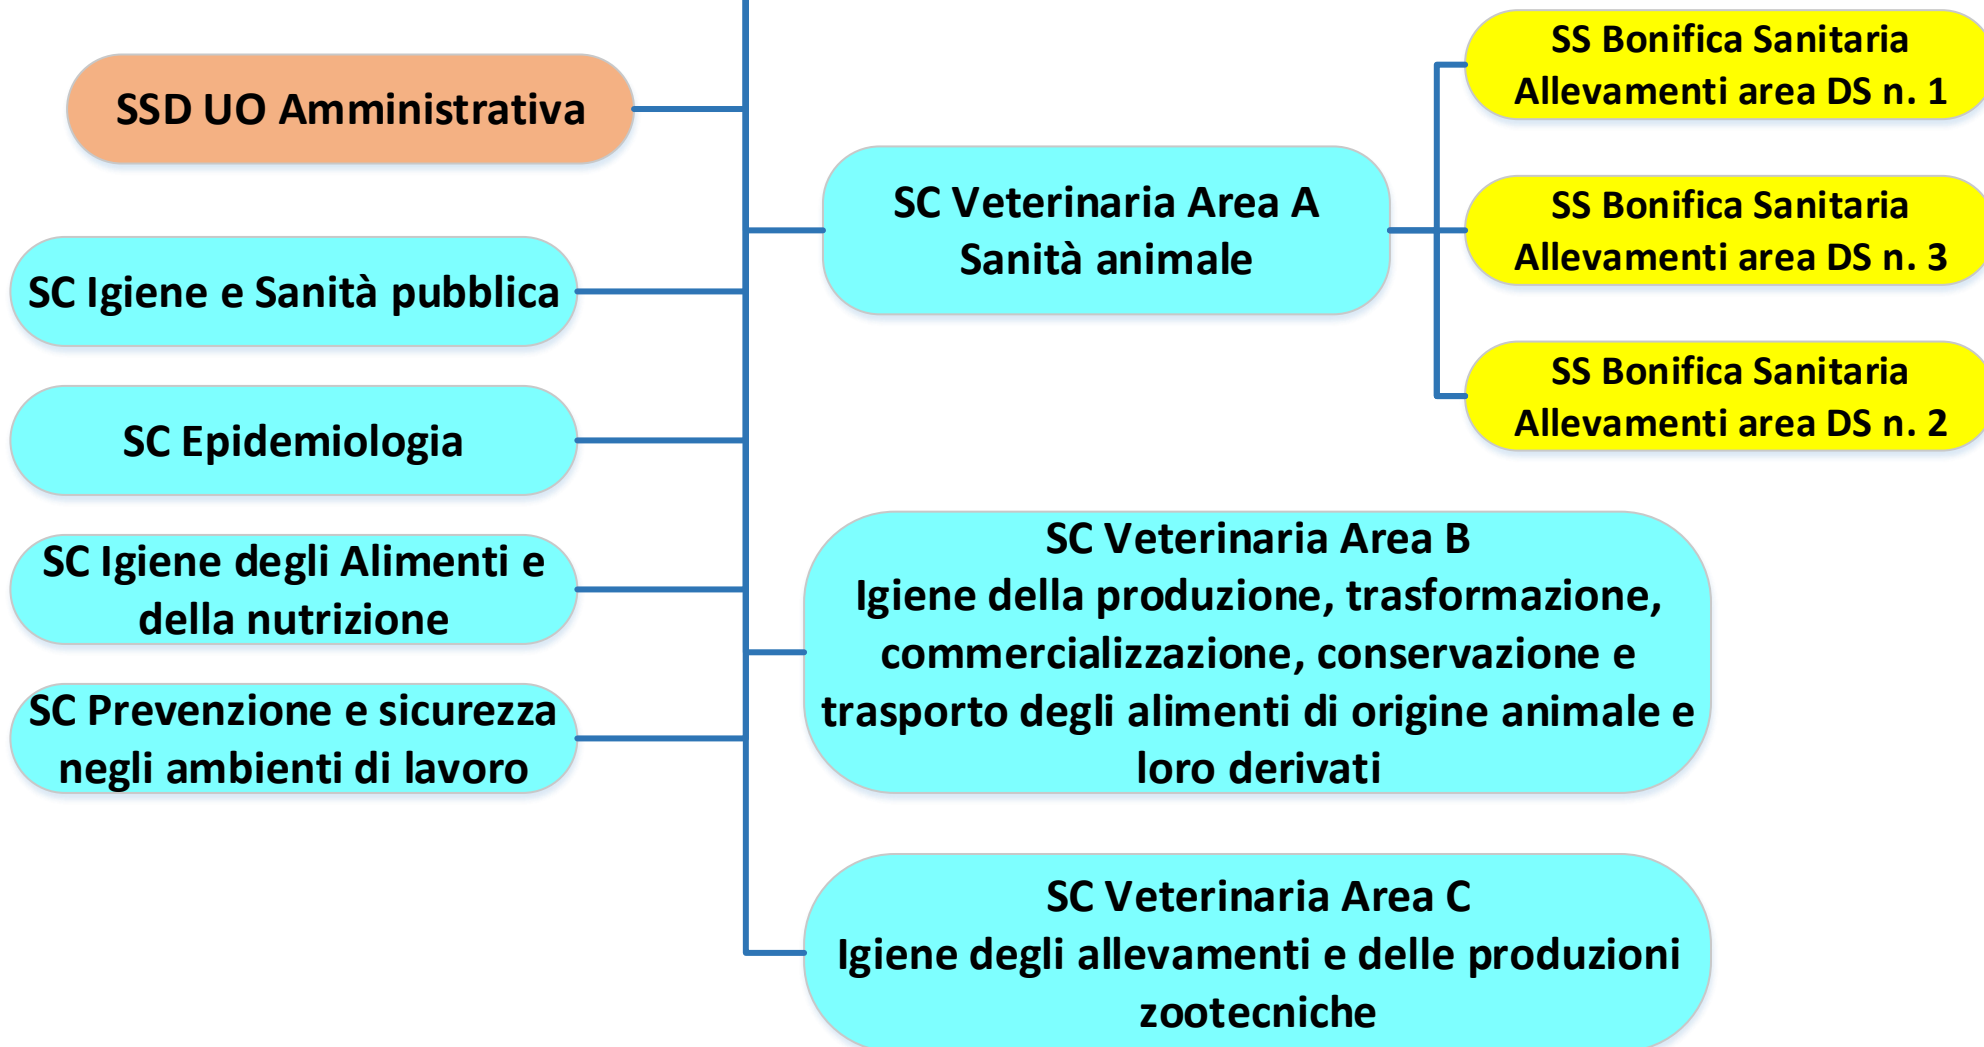 SSD UO Amministrativa
SC Igiene e Sanità pubblica
SC Epidemiologia
SC Igiene degli Alimenti e
della nutrizione
SC Prevenzione e sicurezza
negli ambienti di lavoro
SC Veterinaria Area A
Sanità animale
SS Bonifica Sanitaria
Allevamenti area DS n. 1
SS Bonifica Sanitaria
Allevamenti area DS n. 3
SS Bonifica Sanitaria
Allevamenti area DS n. 2
SC Veterinaria Area B
Igiene della produzione, trasformazione,
commercializzazione, conservazione e
trasporto degli alimenti di origine animale e
loro derivati
SC Veterinaria Area C
Igiene degli allevamenti e delle produzioni
zootecniche